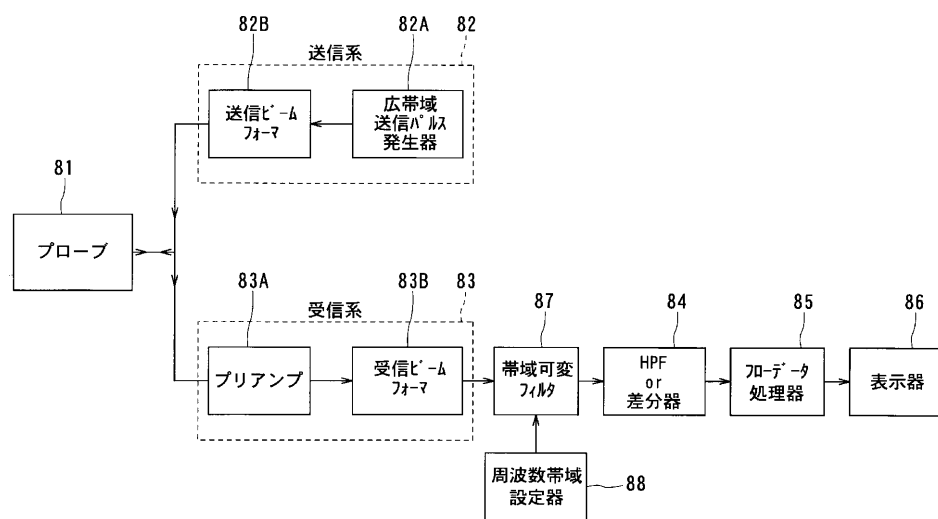 82B
82A
82
送信系
送信ﾋﾞｰﾑ
ﾌｫｰﾏ
広帯域
送信ﾊﾟﾙｽ
発生器
81
プローブ
83A
83B
83
受信系
プリアンプ
受信ﾋﾞｰﾑ
ﾌｫｰﾏ
87
帯域可変
ﾌｨﾙﾀ
84
HPF
or
差分器
85
ﾌﾛｰﾃﾞｰﾀ
処理器
86
表示器
周波数帯域
設定器
88